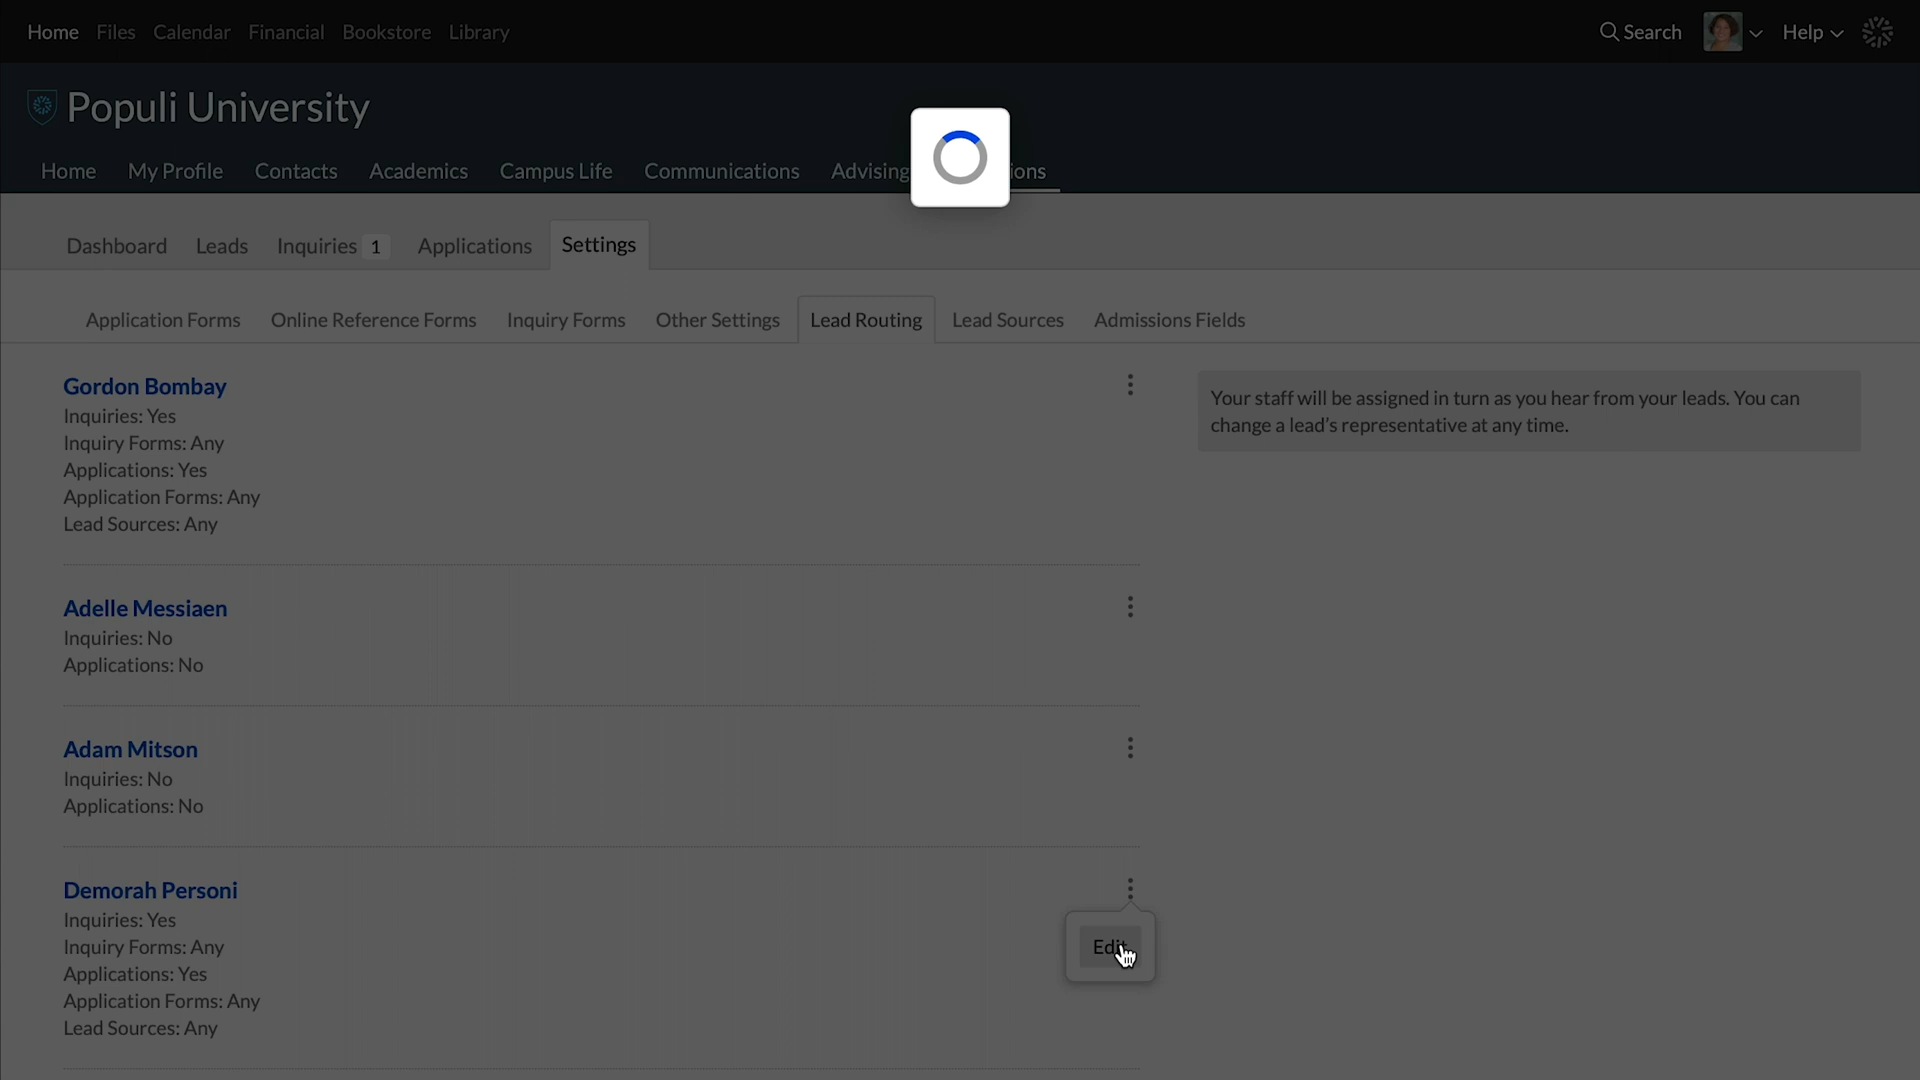 Home Files Calendar Financial Bookstore Library Search Help
Populi University
Home My Profile Contacts Academics Campus Life Communications Advising
Dashboard Leads Inquiries 1 Applications Settings
Application Forms Online Reference Forms Inquiry Forms Other Settings Lead Routing Lead Sources Admissions Fields
Gordon Bombay
Inquiries: Yes
Inquiry Forms: Any
Applications: Yes
Application Forms: Any
Lead Sources: Any
Your staff will be assigned in turn as you hear from your leads. You can
change a lead's representative at any time.
Adelle Messiaen
Inquiries: No
Applications: No
Adam Mitson
Inquiries: No
Applications: No
Demorah Personi
Inquiries: Yes
Inquiry Forms: Any
Applications: Yes
Application Forms: Any
Lead Sources: Any
Edit